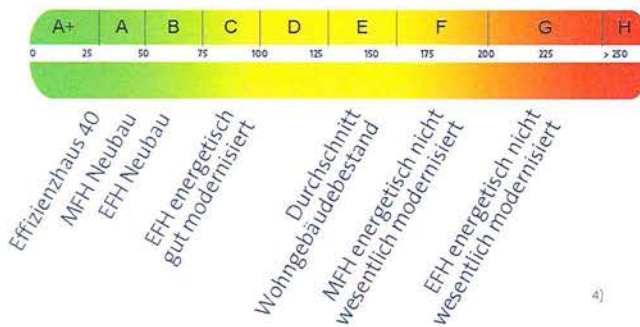 A+ A B C D E F G H
0 25 50 75 100 125 150 175 200 225 > 250
Effizienzhaus 40
MFH Neubau
EFH Neubau
EFH energetisch
gut modernisiert
Durchschnitt
Wohngebäudebestand
MFH energetisch nicht
wesentlich modernisiert
EFH energetisch nicht
wesentlich modernisiert
4)